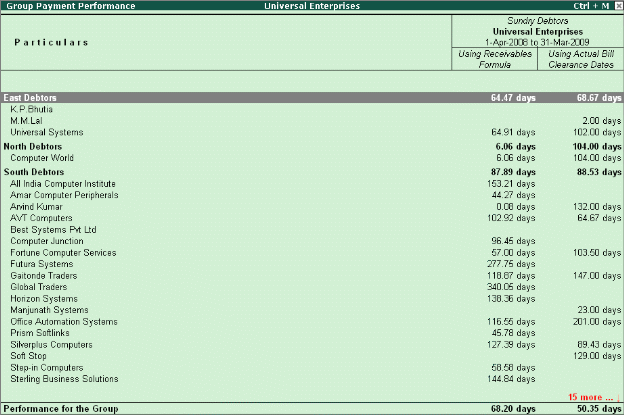 Group Payment Performance Universal Enterprises Ctrl + M
Sundry Debtors
Universal Enterprises
Particulars 1-Apr-2008 to 31-Mar-2009
Using Receivables Using Actual Bill
Formula Clearance Dates
East Debtors 64.47 days 68.67 days
K.P.Bhutia
M.M.Lal 2.00 days
Universal Systems 64.91 days 102.00 days
North Debtors 6.06 days 104.00 days
Computer World 6.06 days 104.00 days
South Debtors 87.89 days 88.53 days
All India Computer Institute 153.21 days
Amar Computer Peripherals 44.27 days
Arvind Kumar 0.08 days 132.00 days
AVT Computers 102.92 days 64.67 days
Best Systems Pvt Ltd
Computer Junction 96.45 days
Fortune Computer Services 57.00 days 103.50 days
Futura Systems 277.75 days
Gaitonde Traders 118.87 days 147.00 days
Global Traders 340.05 days
Horizon Systems 138.36 days
Manjunath Systems 23.00 days
Office Automation Systems 116.55 days 201.00 days
Prism Softlinks 45.78 days
Silverplus Computers 127.39 days 89.43 days
Soft Stop 129.00 days
Step-in Computers 58.58 days
Sterling Business Solutions 144.84 days
15 more ... ↓
Performance for the Group 68.20 days 50.35 days